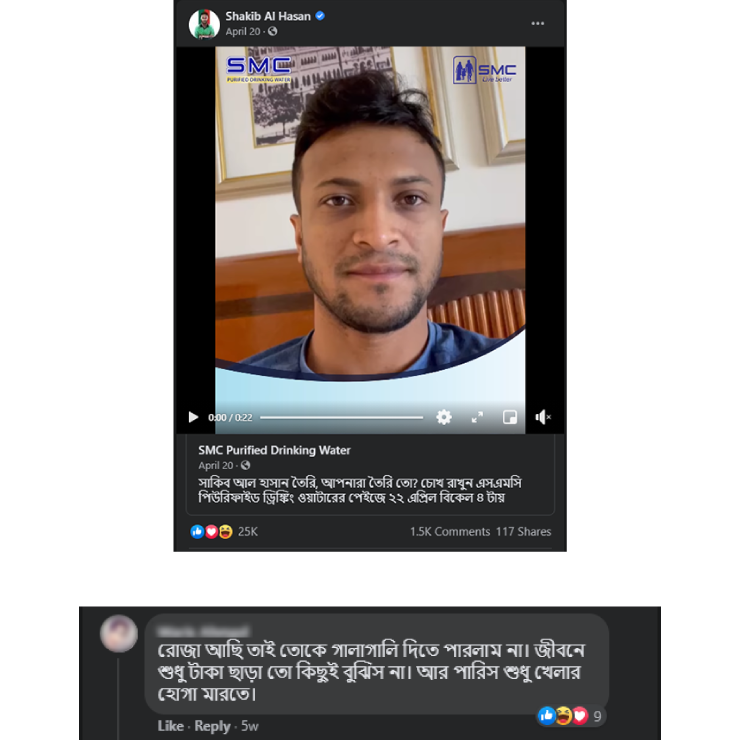 Shakib Al Hasan
April 20 ·
SMC
PURIFIED DRINKING WATER
SMC
Live better
0:00 / 0:22
SMC Purified Drinking Water
April 20 ·
সাকিব আল হাসান তৈরি, আপনারা তৈরি তো? চোখ রাখুন এসএমসি
পিউরিফাইড ড্রিঙ্কিং ওয়াটারের পেইজে ২২ এপ্রিল বিকেল ৪ টায়
25K
1.5K Comments 117 Shares
রোজা আছি তাই তোকে গালাগালি দিতে পারলাম না। জীবনে
শুধু টাকা ছাড়া তো কিছুই বুঝিস না। আর পারিস শুধু খেলার
হোগা মারতে।
9
Like · Reply · 5w